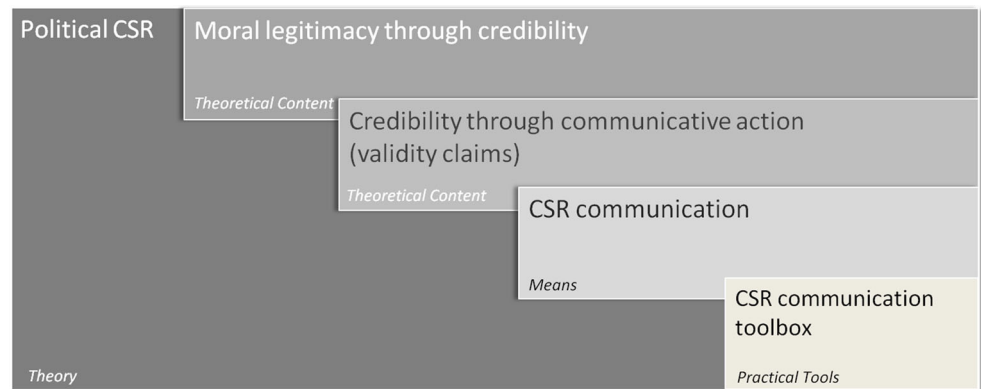 Political CSR
Moral legitimacy through credibility
Theoretical Content
Credibility through communicative action
(validity claims)
Theoretical Content
CSR communication
Means
CSR communication
toolbox
Practical Tools
Theory